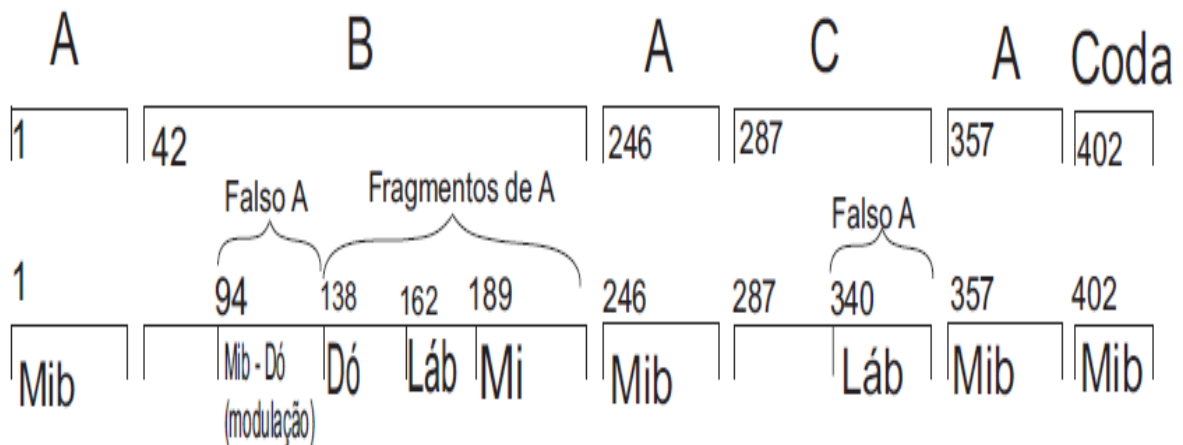 A B A C A Coda
1 42 246 287 357 402
Falso A Fragmentos de A Falso A
1 94 138 162 189 246 287 340 357 402
Mib Mib - Dó Dó Láb Mi Mib Láb Mib Mib
(modulação)